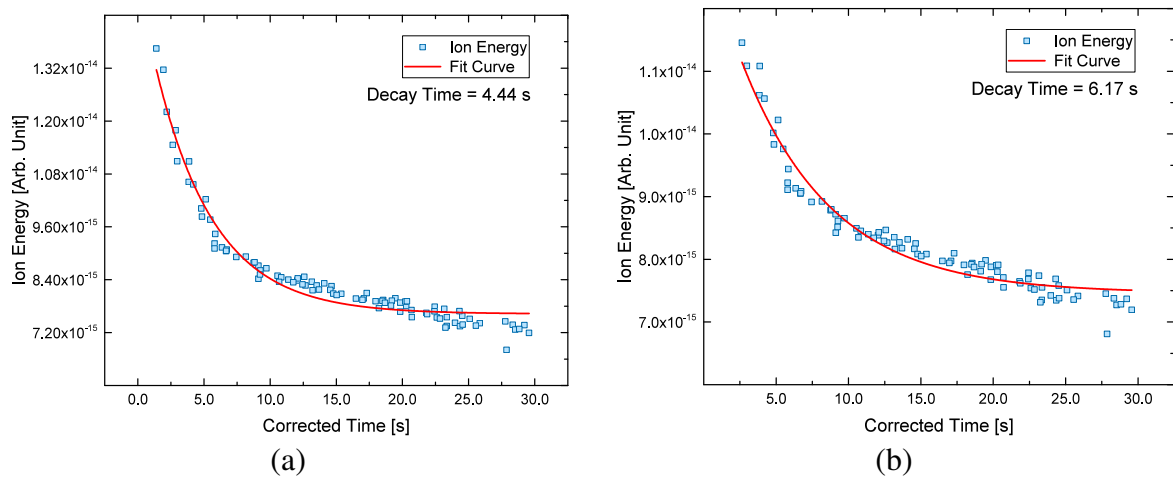 Ion Energy
Fit Curve
Decay Time = 4.44 s
Ion Energy [Arb. Unit]
1.32x10⁻¹⁴
1.20x10⁻¹⁴
1.08x10⁻¹⁴
9.60x10⁻¹⁵
8.40x10⁻¹⁵
7.20x10⁻¹⁵
0.0 5.0 10.0 15.0 20.0 25.0 30.0
Corrected Time [s]
(a)
Ion Energy
Fit Curve
Decay Time = 6.17 s
Ion Energy [Arb. Unit]
1.1x10⁻¹⁴
1.0x10⁻¹⁴
9.0x10⁻¹⁵
8.0x10⁻¹⁵
7.0x10⁻¹⁵
5.0 10.0 15.0 20.0 25.0 30.0
Corrected Time [s]
(b)